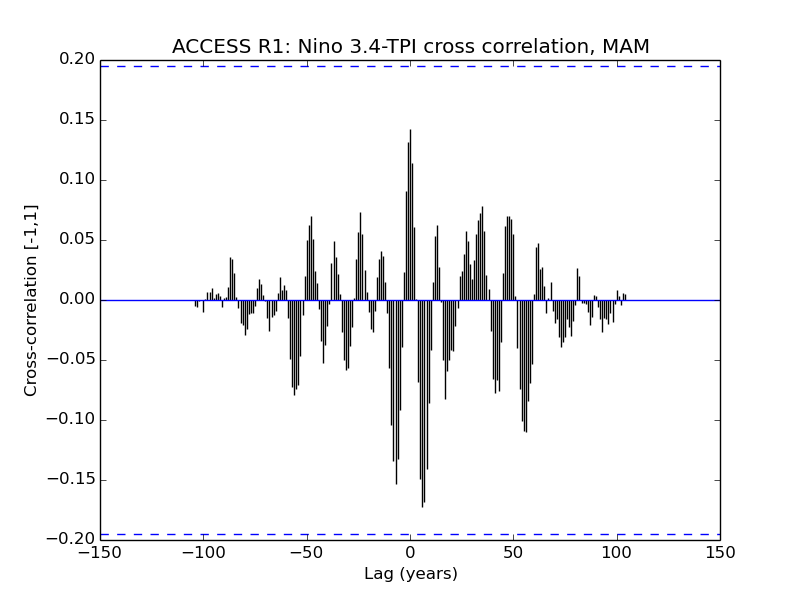 ACCESS R1: Nino 3.4-TPI cross correlation, MAM
0.20
0.15
0.10
0.05
0.00
−0.05
−0.10
−0.15
−0.20
Cross-correlation [-1,1]
−150 −100 −50 0 50 100 150
Lag (years)